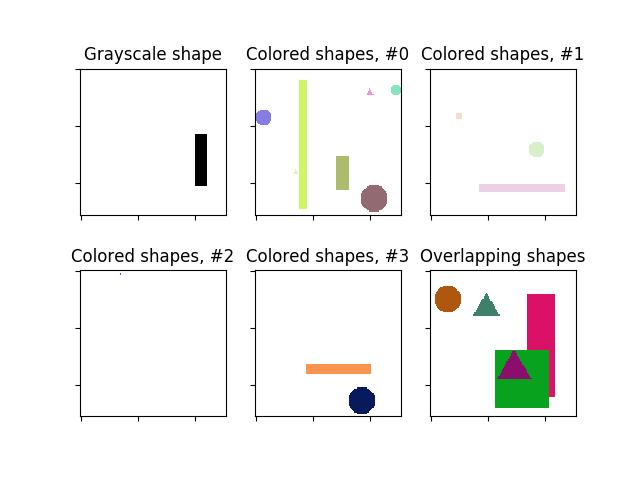 Grayscale shape
Colored shapes, #0
Colored shapes, #1
Colored shapes, #2
Colored shapes, #3
Overlapping shapes